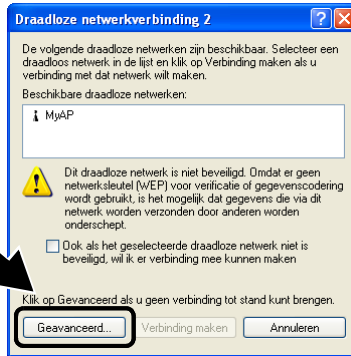 Draadloze netwerkverbinding 2
De volgende draadloze netwerken zijn beschikbaar. Selecteer een
draadloos netwerk in de lijst en klik op Verbinding maken als u
verbinding met dat netwerk wilt maken.
Beschikbare draadloze netwerken:
MyAP
Dit draadloze netwerk is niet beveiligd. Omdat er geen
netwerksleutel (WEP) voor verificatie of gegevenscodering
wordt gebruikt, is het mogelijk dat gegevens die via dit
netwerk worden verzonden door anderen worden
onderschept.
Ook als het geselecteerde draadloze netwerk niet is
beveiligd, wil ik er verbinding mee kunnen maken
Klik op Gevanceerd als u geen verbinding tot stand kunt brengen.
Geavanceerd... Verbinding maken Annuleren